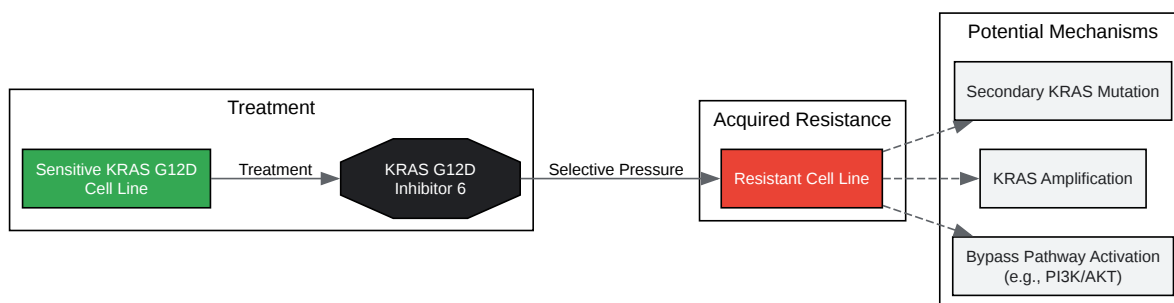 Treatment
Sensitive KRAS G12D
Cell Line
Treatment
KRAS G12D
Inhibitor 6
Selective Pressure
Acquired Resistance
Resistant Cell Line
Potential Mechanisms
Secondary KRAS Mutation
KRAS Amplification
Bypass Pathway Activation
(e.g., PI3K/AKT)